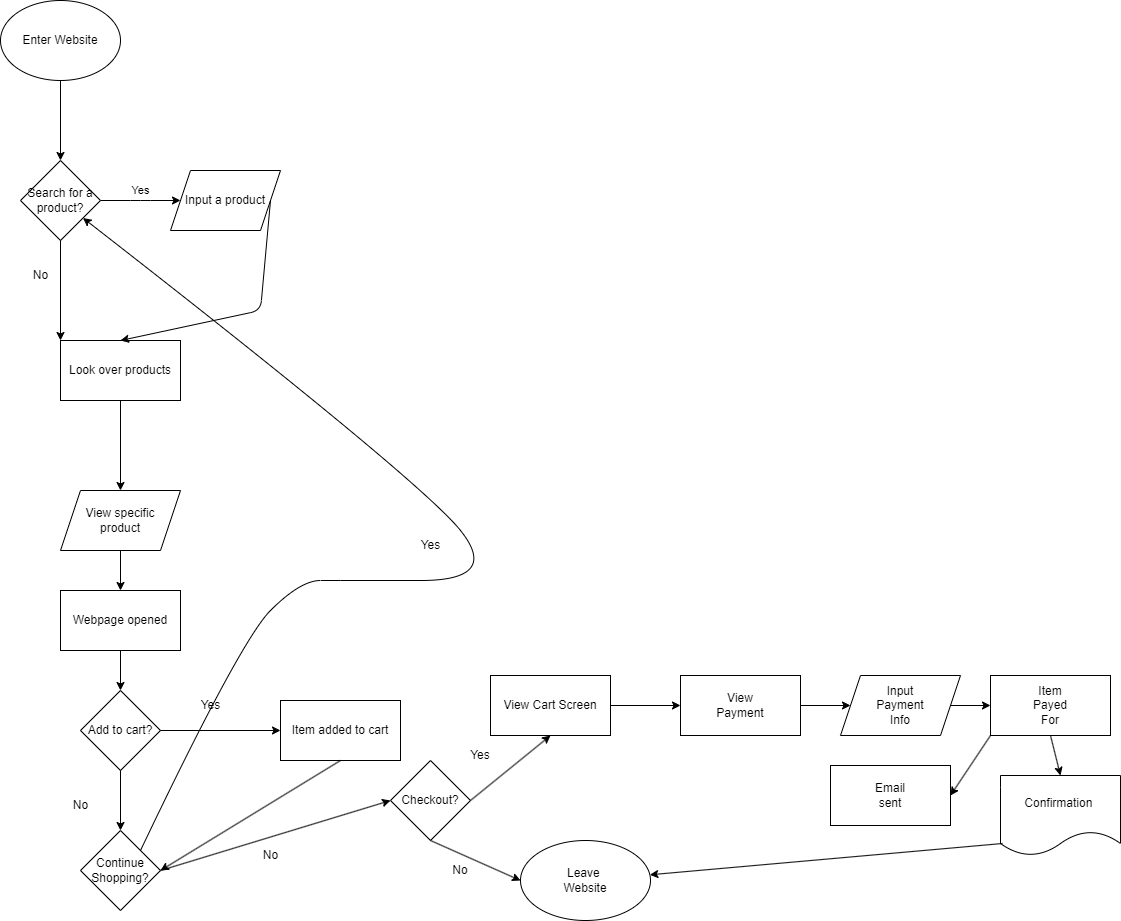 Enter Website
Search for a
product?
Yes
Input a product
No
Look over products
View specific
product
Yes
Webpage opened
Add to cart?
Yes
Item added to cart
No
Continue
Shopping?
No
Checkout?
Yes
No
View Cart Screen
View
Payment
Input
Payment
Info
Item
Payed
For
Email
sent
Confirmation
Leave
Website